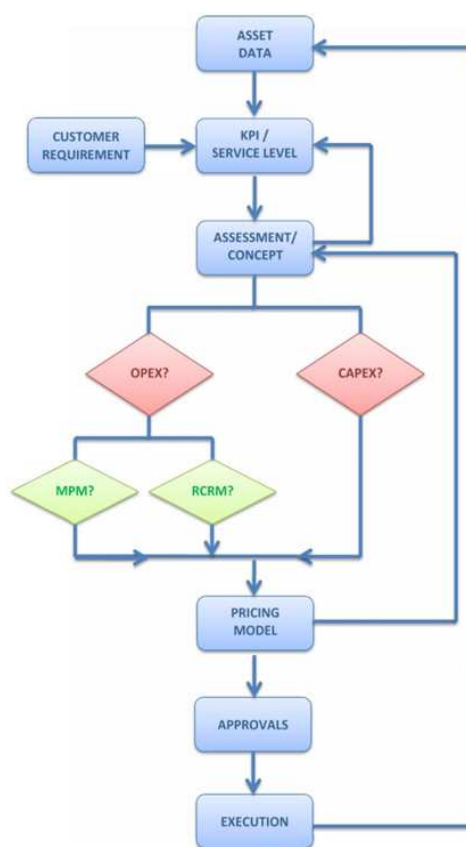 ASSET
DATA
CUSTOMER
REQUIREMENT
KPI /
SERVICE LEVEL
ASSESSMENT/
CONCEPT
OPEX?
CAPEX?
MPM?
RCRM?
PRICING
MODEL
APPROVALS
EXECUTION